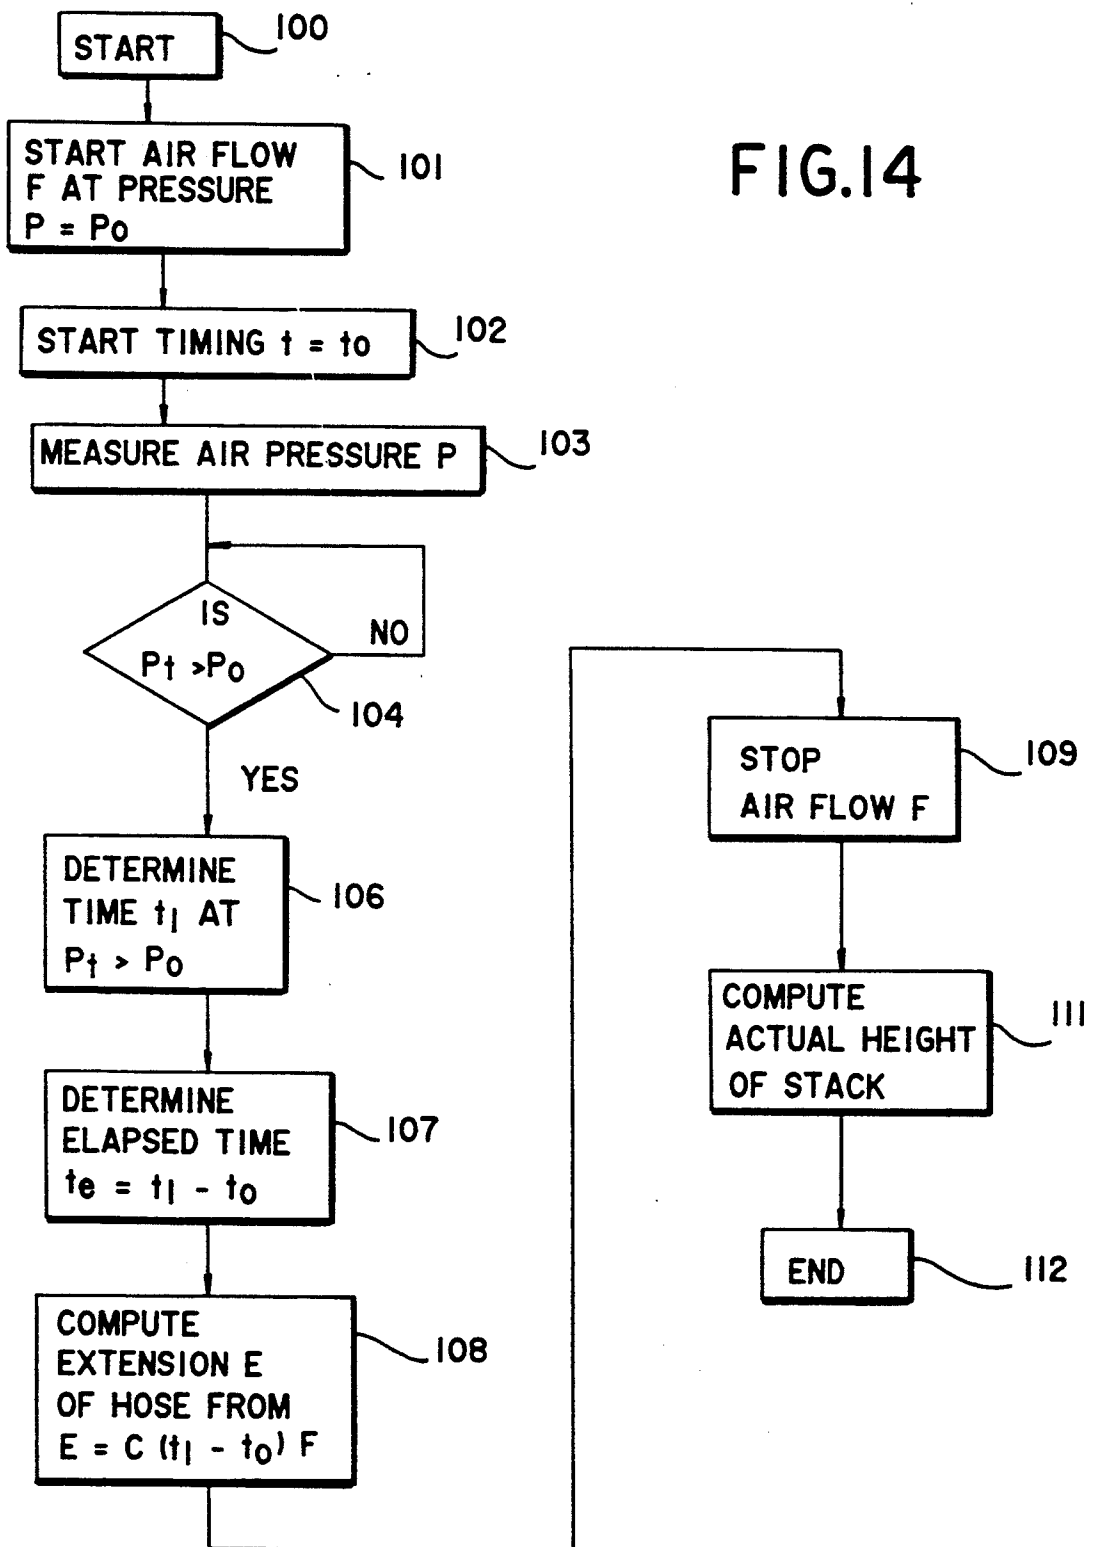 START
100
START AIR FLOW
F AT PRESSURE
P = Po
101
FIG.14
START TIMING t = to
102
MEASURE AIR PRESSURE P
103
IS
Pt >Po
NO
104
YES
DETERMINE
TIME t1 AT
Pt > Po
106
DETERMINE
ELAPSED TIME
te = t1 - to
107
COMPUTE
EXTENSION E
OF HOSE FROM
E = C (t1 - to) F
108
STOP
AIR FLOW F
109
COMPUTE
ACTUAL HEIGHT
OF STACK
111
END
112